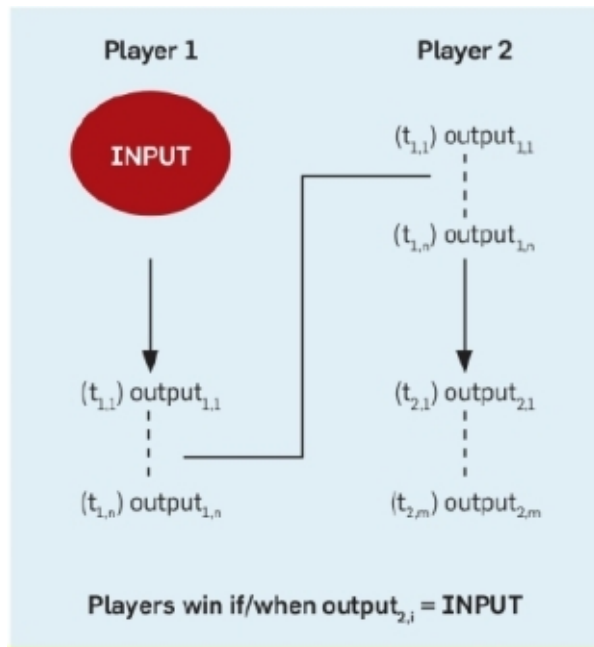 Player 1
INPUT
(t1,1) output1,1
(t1,n) output1,n
Player 2
(t1,1) output1,1
(t1,n) output1,n
(t2,1) output2,1
(t2,m) output2,m
Players win if/when output2,i = INPUT